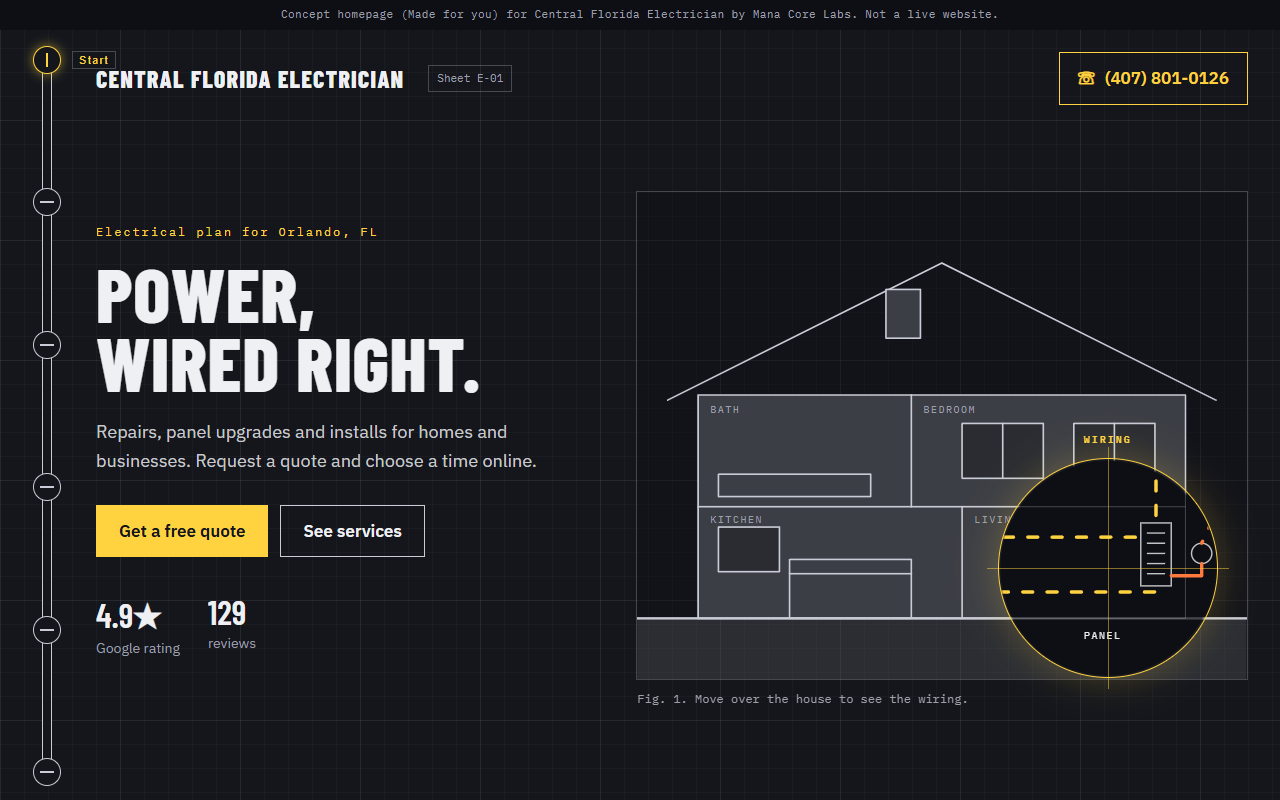 Concept homepage (Made for you) for Central Florida Electrician by Mana Core Labs. Not a live website.
Start
CENTRAL FLORIDA ELECTRICIAN
Sheet E-01
☎ (407) 801-0126
Electrical plan for Orlando, FL
POWER,
WIRED RIGHT.
Repairs, panel upgrades and installs for homes and
businesses. Request a quote and choose a time online.
Get a free quote
See services
4.9★
Google rating
129
reviews
BATH
BEDROOM
WIRING
KITCHEN
LIVIN
PANEL
Fig. 1. Move over the house to see the wiring.